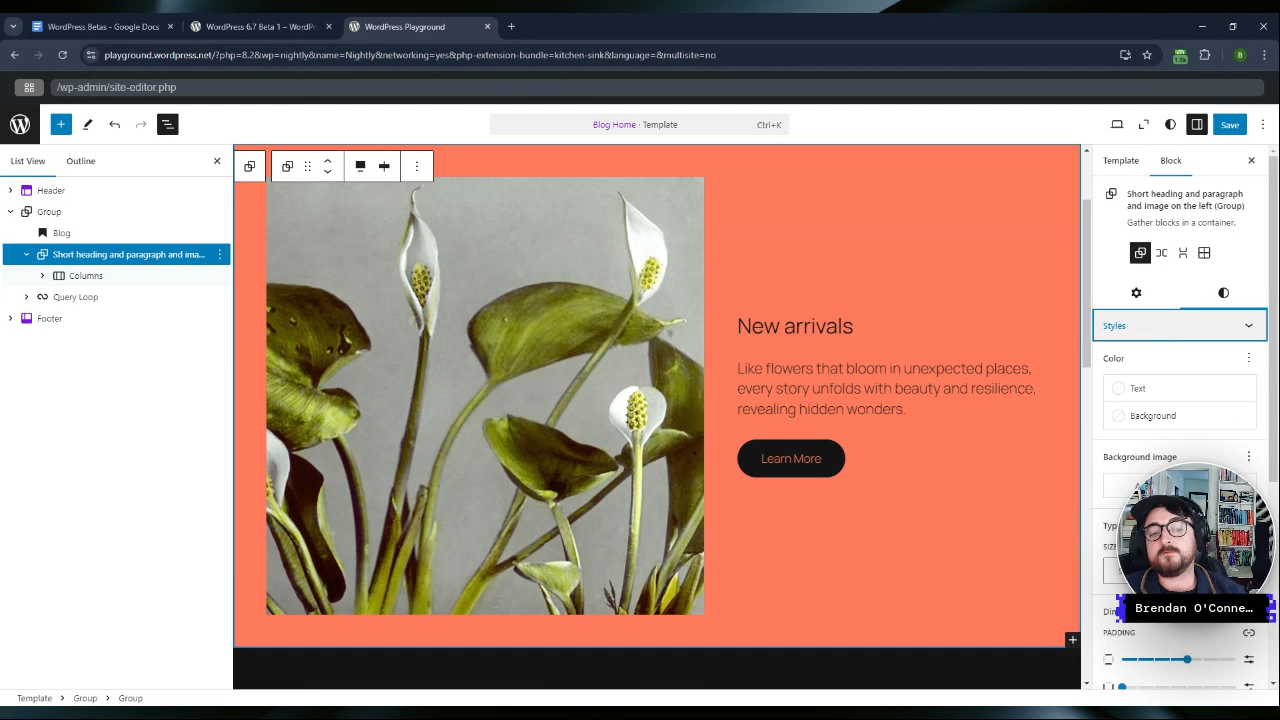 WordPress Betas - Google Docs
WordPress 6.7 Beta 1 – WordPr
WordPress Playground
playground.wordpress.net/?php=8.2&wp=nightly&name=Nightly&networking=yes&php-extension-bundle=kitchen-sink&language=&multisite=no
B
/wp-admin/site-editor.php
Blog Home · Template
Ctrl+K
Save
List View
Outline
Header
Group
Blog
Short heading and paragraph and ima...
Columns
Query Loop
Footer
New arrivals
Like flowers that bloom in unexpected places,
every story unfolds with beauty and resilience,
revealing hidden wonders.
Learn More
Template
Block
Short heading and paragraph
and image on the left (Group)
Gather blocks in a container.
Styles
Color
Text
Background
Background image
Typ
SIZE
Brendan O'Conne…
PADDING
Template
Group
Group